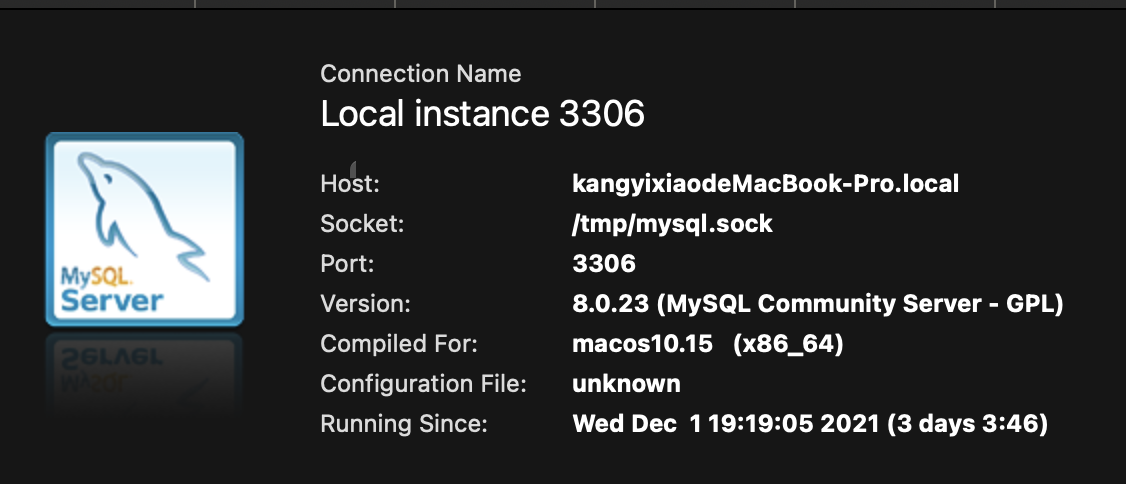 Connection Name
Local instance 3306
Host: kangyixiaodeMacBook-Pro.local
Socket: /tmp/mysql.sock
Port: 3306
Version: 8.0.23 (MySQL Community Server - GPL)
Compiled For: macos10.15 (x86_64)
Configuration File: unknown
Running Since: Wed Dec 1 19:19:05 2021 (3 days 3:46)
MySQL.
Server